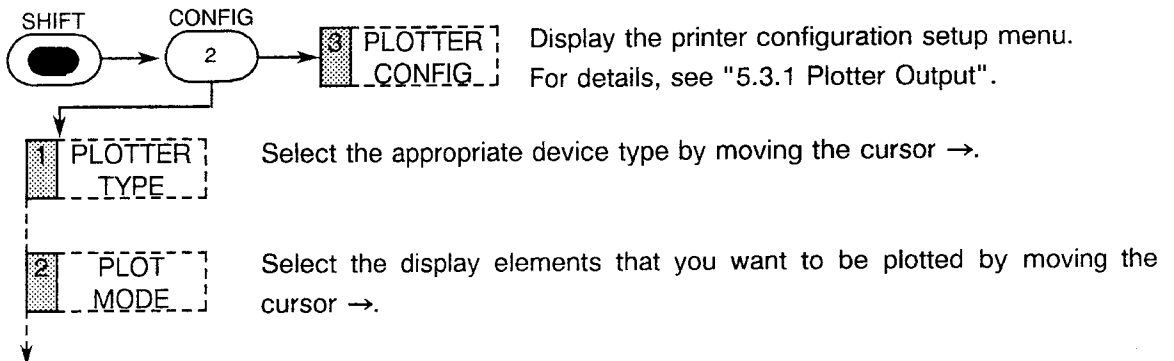 SHIFT
CONFIG
2
3 PLOTTER CONFIG
Display the printer configuration setup menu.
For details, see "5.3.1 Plotter Output".
1 PLOTTER TYPE
Select the appropriate device type by moving the cursor →.
2 PLOT MODE
Select the display elements that you want to be plotted by moving the
cursor →.